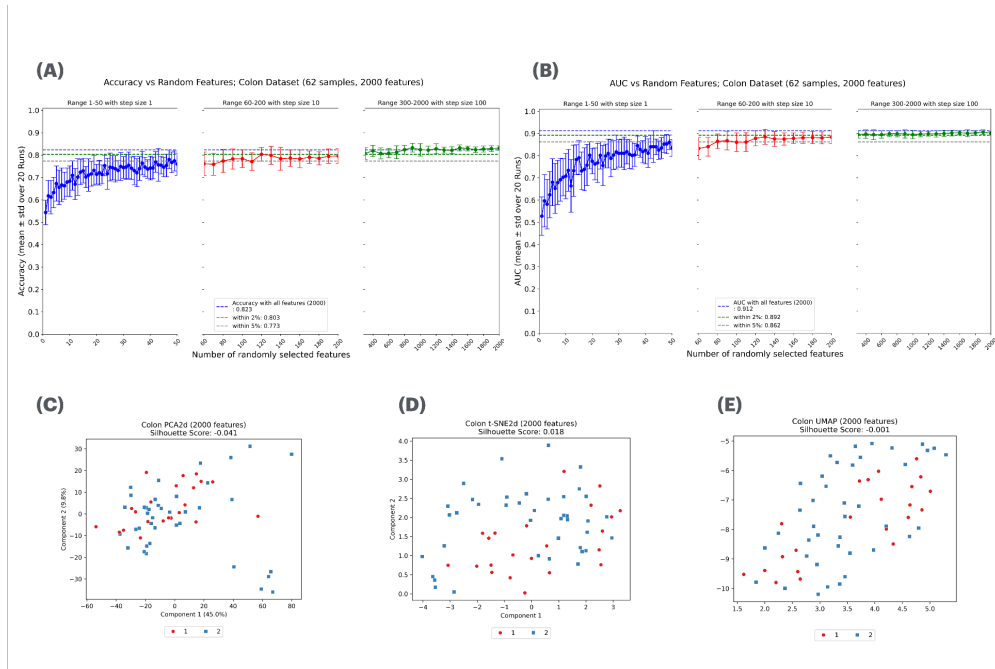 (A)
Accuracy vs Random Features; Colon Dataset (62 samples, 2000 features)
Range 1-50 with step size 1
Range 60-200 with step size 10
Range 300-2000 with step size 100
Accuracy (mean ± std over 20 Runs)
1.0
0.9
0.8
0.7
0.6
0.5
0.4
0.3
0.2
0.1
0.0
0 10 20 30 40 50
60 80 100 120 140 160 180 200
400 600 800 1000 1200 1400 1600 1800 2000
Accuracy with all features (2000)
: 0.823
within 2%: 0.803
within 5%: 0.773
Number of randomly selected features
(B)
AUC vs Random Features; Colon Dataset (62 samples, 2000 features)
Range 1-50 with step size 1
Range 60-200 with step size 10
Range 300-2000 with step size 100
AUC (mean ± std over 20 Runs)
1.0
0.9
0.8
0.7
0.6
0.5
0.4
0.3
0.2
0.1
0.0
0 10 20 30 40 50
60 80 100 120 140 160 180 200
400 600 800 1000 1200 1400 1600 1800 2000
AUC with all features (2000)
: 0.912
within 2%: 0.892
within 5%: 0.862
Number of randomly selected features
(C)
Colon PCA2d (2000 features)
Silhouette Score: -0.041
Component 2 (9.8%)
30
20
10
0
−10
−20
−30
−60 −40 −20 0 20 40 60 80
Component 1 (45.0%)
1 2
(D)
Colon t-SNE2d (2000 features)
Silhouette Score: 0.018
Component 2
4.0
3.5
3.0
2.5
2.0
1.5
1.0
0.5
0.0
−4 −3 −2 −1 0 1 2 3
Component 1
1 2
(E)
Colon UMAP (2000 features)
Silhouette Score: -0.001
−5
−6
−7
−8
−9
−10
1.5 2.0 2.5 3.0 3.5 4.0 4.5 5.0
1 2